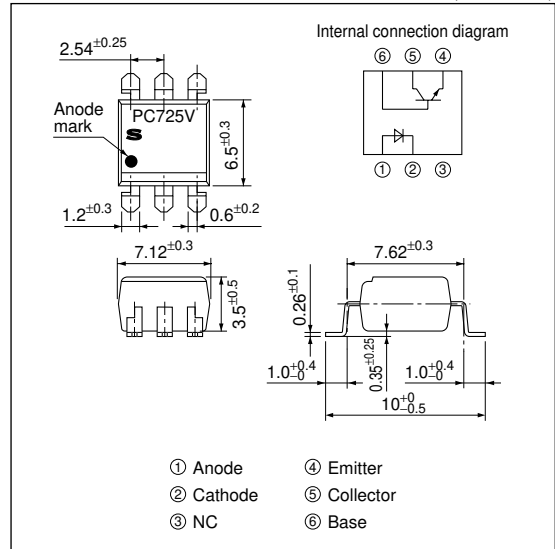 Internal connection diagram
⑥ ⑤ ④
① ② ③
2.54±0.25
Anode
mark
PC725V
S
6.5±0.3
1.2±0.3
0.6±0.2
7.12±0.3
3.5±0.5
7.62±0.3
0.26±0.1
0.35±0.25
1.0+0.4 -0
1.0+0.4 -0
10+0 -0.5
① Anode
② Cathode
③ NC
④ Emitter
⑤ Collector
⑥ Base